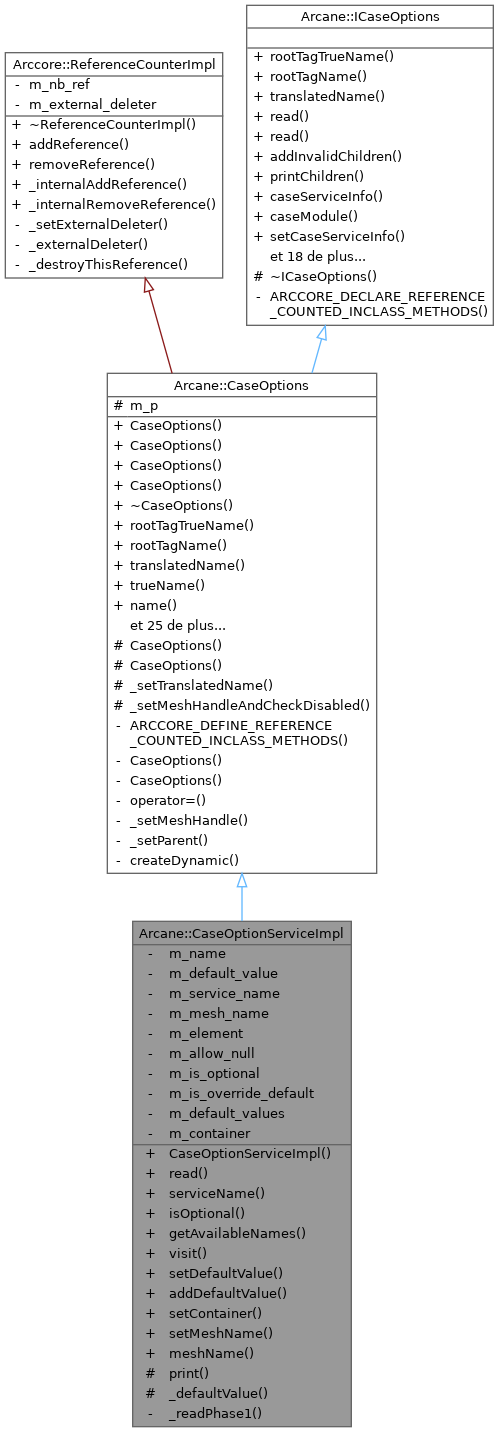 Arcane::ICaseOptions
+ rootTagTrueName()
+ rootTagName()
+ translatedName()
+ read()
+ read()
+ addInvalidChildren()
+ printChildren()
+ caseServiceInfo()
+ caseModule()
+ setCaseServiceInfo()
et 18 de plus...
# ~ICaseOptions()
- ARCCORE_DECLARE_REFERENCE
_COUNTED_INCLASS_METHODS()
Arccore::ReferenceCounterImpl
- m_nb_ref
- m_external_deleter
+ ~ReferenceCounterImpl()
+ addReference()
+ removeReference()
+ _internalAddReference()
+ _internalRemoveReference()
- _setExternalDeleter()
- _externalDeleter()
- _destroyThisReference()
Arcane::CaseOptions
# m_p
+ CaseOptions()
+ CaseOptions()
+ CaseOptions()
+ CaseOptions()
+ ~CaseOptions()
+ rootTagTrueName()
+ rootTagName()
+ translatedName()
+ trueName()
+ name()
et 25 de plus...
# CaseOptions()
# CaseOptions()
# _setTranslatedName()
# _setMeshHandleAndCheckDisabled()
- ARCCORE_DEFINE_REFERENCE
_COUNTED_INCLASS_METHODS()
- CaseOptions()
- CaseOptions()
- operator=()
- _setMeshHandle()
- _setParent()
- createDynamic()
Arcane::CaseOptionServiceImpl
- m_name
- m_default_value
- m_service_name
- m_mesh_name
- m_element
- m_allow_null
- m_is_optional
- m_is_override_default
- m_default_values
- m_container
+ CaseOptionServiceImpl()
+ read()
+ serviceName()
+ isOptional()
+ getAvailableNames()
+ visit()
+ setDefaultValue()
+ addDefaultValue()
+ setContainer()
+ setMeshName()
+ meshName()
# print()
# _defaultValue()
- _readPhase1()